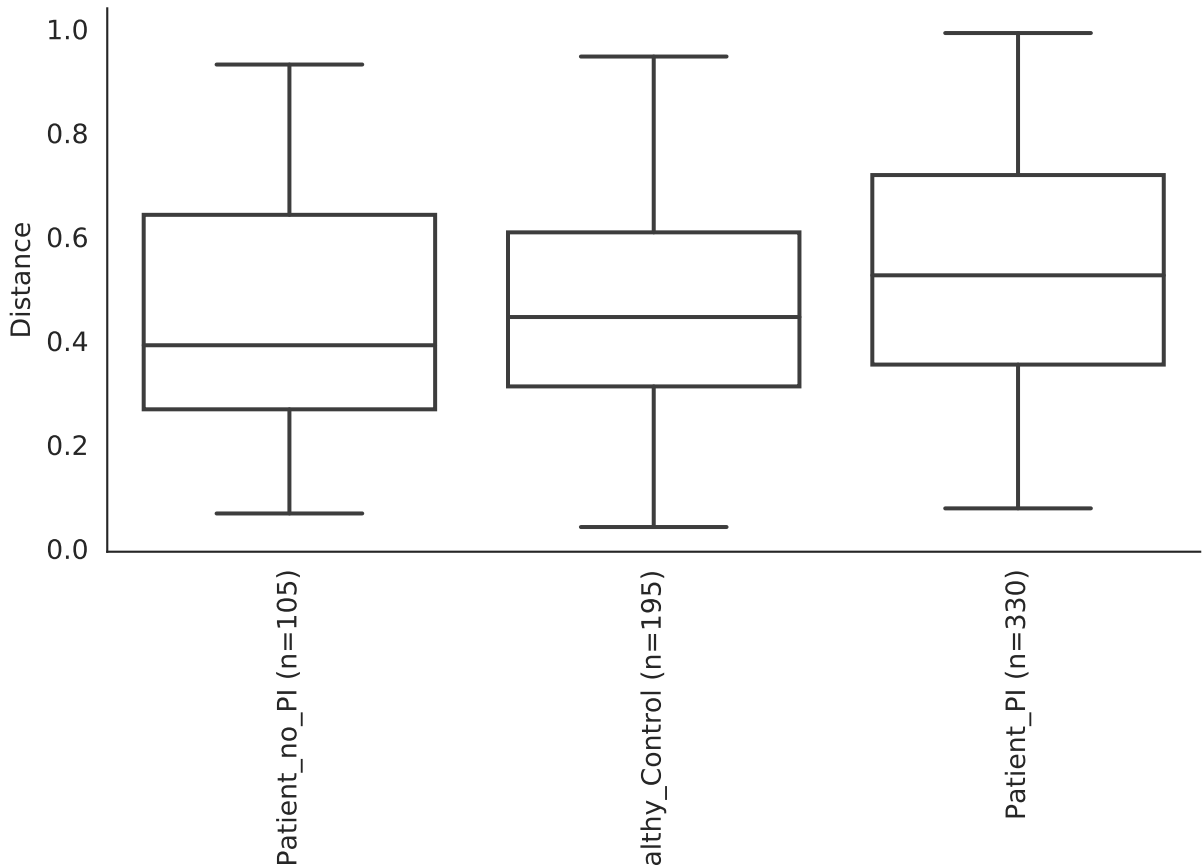 1.0
0.8
0.6
0.4
0.2
0.0
Distance
Patient_no_PI (n=105)
althy_Control (n=195)
Patient_PI (n=330)